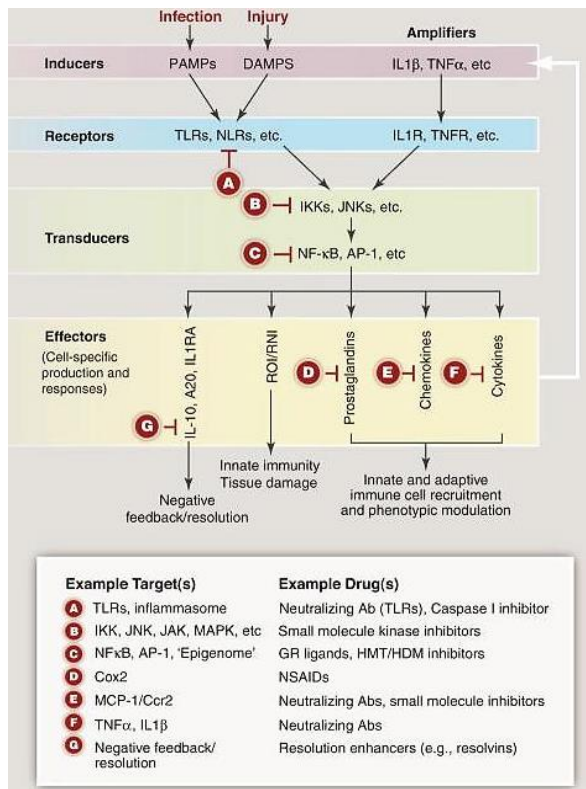 Infection Injury
Amplifiers
Inducers PAMPs DAMPS IL1β, TNFα, etc
Receptors TLRs, NLRs, etc. IL1R, TNFR, etc.
A
B IKKs, JNKs, etc.
Transducers
C NF-κB, AP-1, etc
Effectors
(Cell-specific
production and
responses)
IL-10, A20, IL1RA
ROI/RNI
Prostaglandins
Chemokines
Cytokines
D
E
F
G
Innate immunity
Tissue damage
Negative
feedback/resolution
Innate and adaptive
immune cell recruitment
and phenotypic modulation
Example Target(s) Example Drug(s)
A TLRs, inflammasome Neutralizing Ab (TLRs), Caspase I inhibitor
B IKK, JNK, JAK, MAPK, etc Small molecule kinase inhibitors
C NFκB, AP-1, 'Epigenome' GR ligands, HMT/HDM inhibitors
D Cox2 NSAIDs
E MCP-1/Ccr2 Neutralizing Abs, small molecule inhibitors
F TNFα, IL1β Neutralizing Abs
G Negative feedback/ Resolution enhancers (e.g., resolvins)
resolution